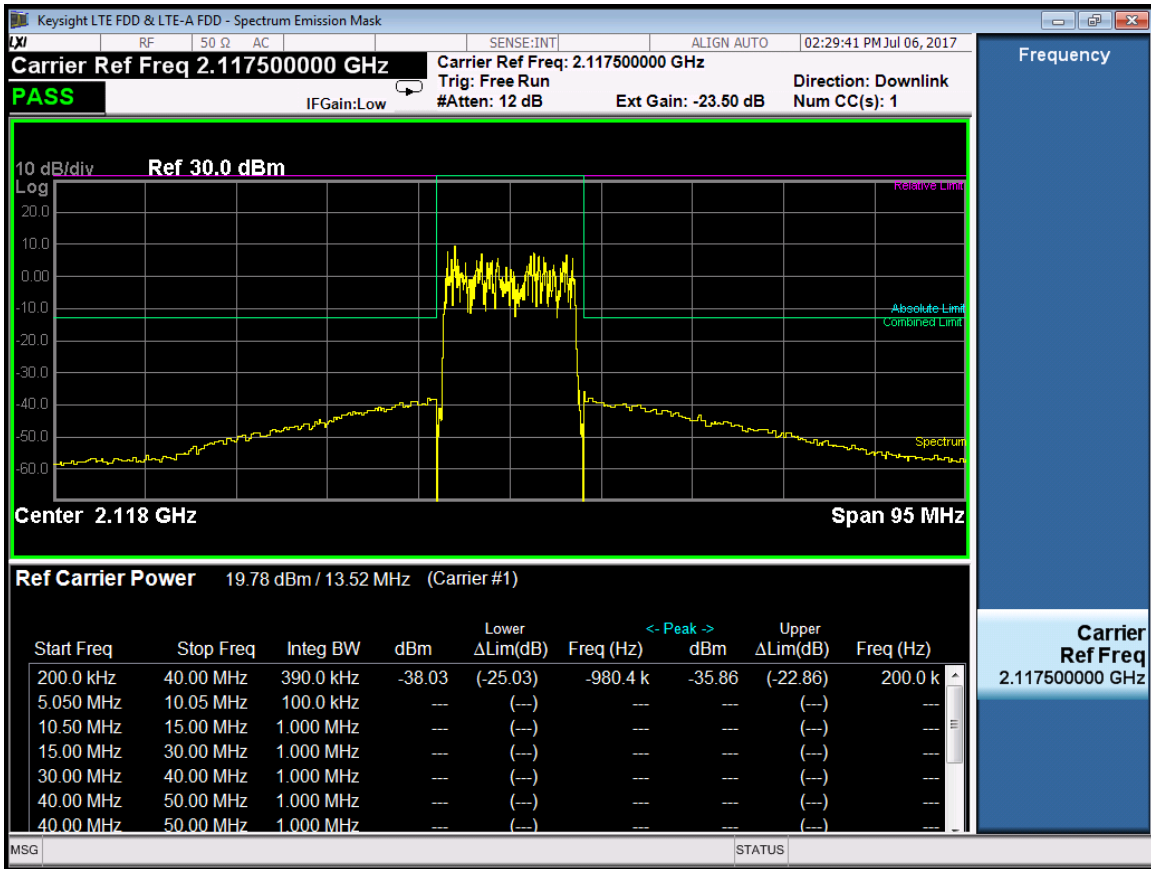 Keysight LTE FDD & LTE-A FDD - Spectrum Emission Mask
LXI RF 50 Ω AC SENSE:INT ALIGN AUTO 02:29:41 PM Jul 06, 2017
Carrier Ref Freq 2.117500000 GHz
PASS
IFGain:Low
Carrier Ref Freq: 2.117500000 GHz
Trig: Free Run Direction: Downlink
#Atten: 12 dB Ext Gain: -23.50 dB Num CC(s): 1
10 dB/div Ref 30.0 dBm
Log
Relative Limit
20.0
10.0
0.00
-10.0
Absolute Limit
Combined Limit
-20.0
-30.0
-40.0
-50.0
Spectrum
-60.0
Center 2.118 GHz Span 95 MHz
Ref Carrier Power 19.78 dBm / 13.52 MHz (Carrier #1)
Lower <- Peak -> Upper
Start Freq Stop Freq Integ BW dBm ΔLim(dB) Freq (Hz) dBm ΔLim(dB) Freq (Hz)
200.0 kHz 40.00 MHz 390.0 kHz -38.03 (-25.03) -980.4 k -35.86 (-22.86) 200.0 k
5.050 MHz 10.05 MHz 100.0 kHz --- (---) --- --- (---) ---
10.50 MHz 15.00 MHz 1.000 MHz --- (---) --- --- (---) ---
15.00 MHz 30.00 MHz 1.000 MHz --- (---) --- --- (---) ---
30.00 MHz 40.00 MHz 1.000 MHz --- (---) --- --- (---) ---
40.00 MHz 50.00 MHz 1.000 MHz --- (---) --- --- (---) ---
40.00 MHz 50.00 MHz 1.000 MHz --- (---) --- --- (---) ---
MSG STATUS
Frequency
Carrier
Ref Freq
2.117500000 GHz